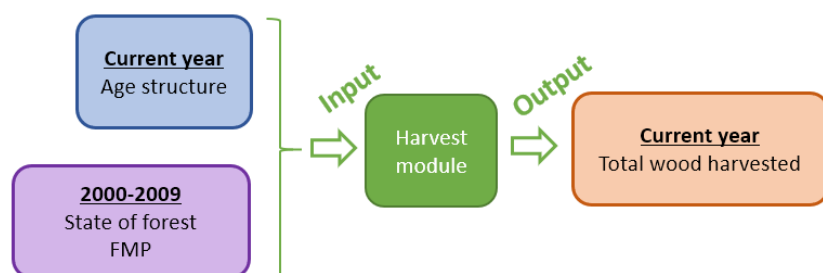 Current year
Age structure
2000-2009
State of forest
FMP
Input
Harvest
module
Output
Current year
Total wood harvested